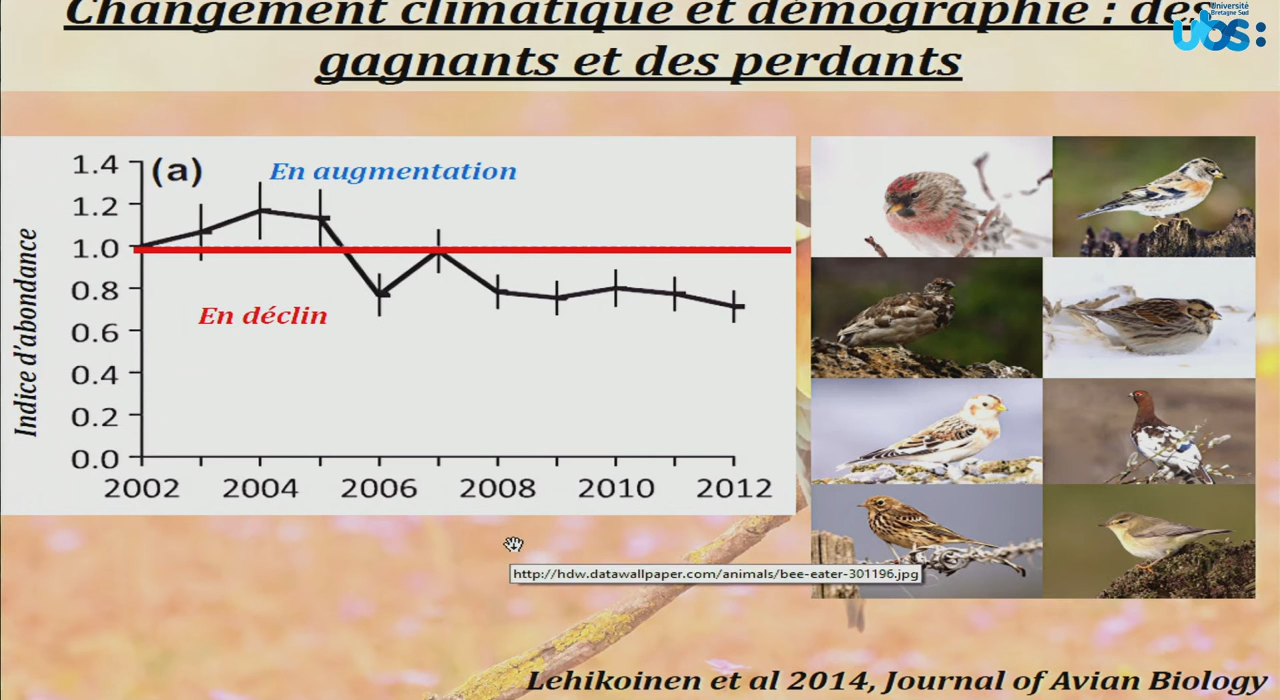 Changement climatique et démographie : des
gagnants et des perdants
Université
Bretagne Sud
ubs:
(a)
En augmentation
En déclin
Indice d'abondance
1.4
1.2
1.0
0.8
0.6
0.4
0.2
0.0
2002 2004 2006 2008 2010 2012
http://hdw.datawallpaper.com/animals/bee-eater-301196.jpg
Lehikoinen et al 2014, Journal of Avian Biology